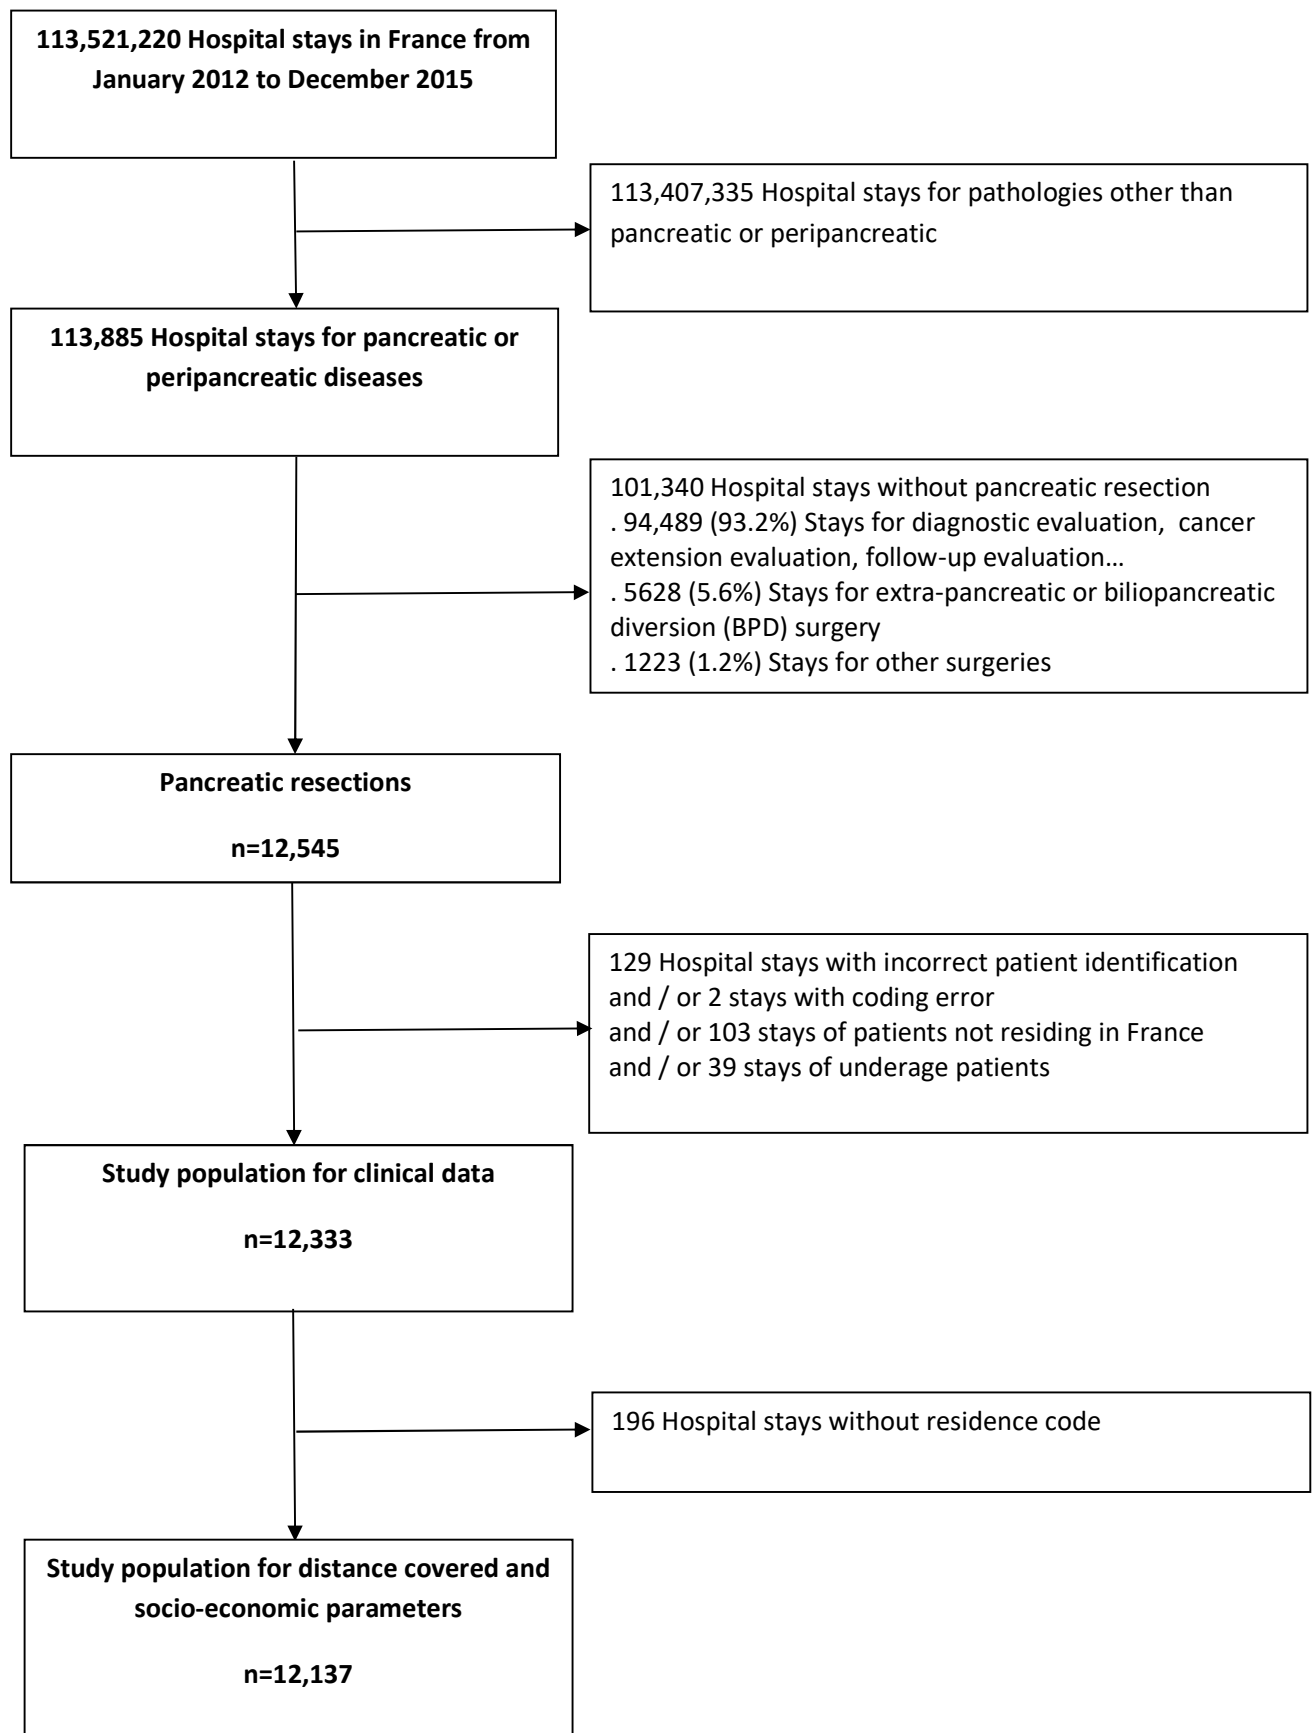 113,521,220 Hospital stays in France from
January 2012 to December 2015
113,407,335 Hospital stays for pathologies other than
pancreatic or peripancreatic
113,885 Hospital stays for pancreatic or
peripancreatic diseases
101,340 Hospital stays without pancreatic resection
. 94,489 (93.2%) Stays for diagnostic evaluation, cancer
extension evaluation, follow-up evaluation…
. 5628 (5.6%) Stays for extra-pancreatic or biliopancreatic
diversion (BPD) surgery
. 1223 (1.2%) Stays for other surgeries
Pancreatic resections
n=12,545
129 Hospital stays with incorrect patient identification
and / or 2 stays with coding error
and / or 103 stays of patients not residing in France
and / or 39 stays of underage patients
Study population for clinical data
n=12,333
196 Hospital stays without residence code
Study population for distance covered and
socio-economic parameters
n=12,137